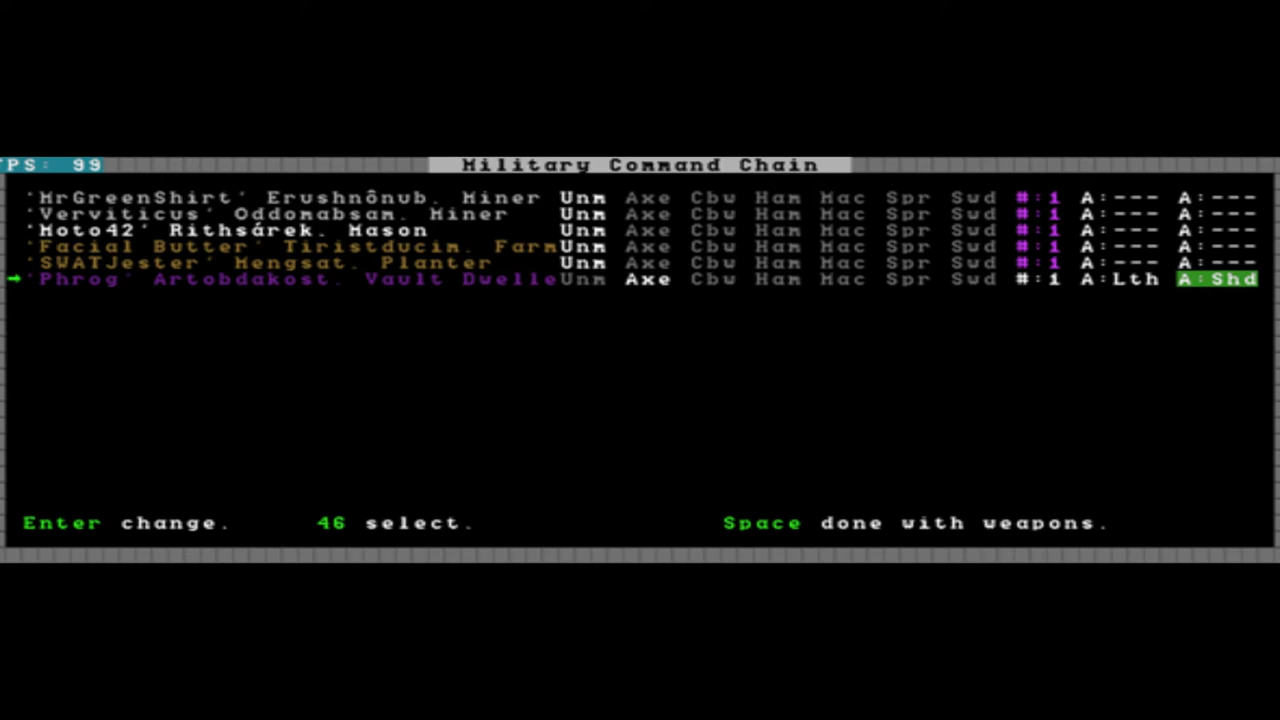 FPS: 99 Military Command Chain
'MrGreenShirt' Erushnônub, Miner Unm Axe Cbw Ham Mac Spr Swd #:1 A:--- A:---
'Verviticus' Oddomabsam, Miner Unm Axe Cbw Ham Mac Spr Swd #:1 A:--- A:---
'Moto42' Rithsárek, Mason Unm Axe Cbw Ham Mac Spr Swd #:1 A:--- A:---
'Facial Butter' Tiristducim, Farm Unm Axe Cbw Ham Mac Spr Swd #:1 A:--- A:---
'SWATJester' Mengsat, Planter Unm Axe Cbw Ham Mac Spr Swd #:1 A:--- A:---
'Phrog' Artobdakost, Vault Dwelle Unm Axe Cbw Ham Mac Spr Swd #:1 A:Lth A:Shd
Enter change. 46 select. Space done with weapons.